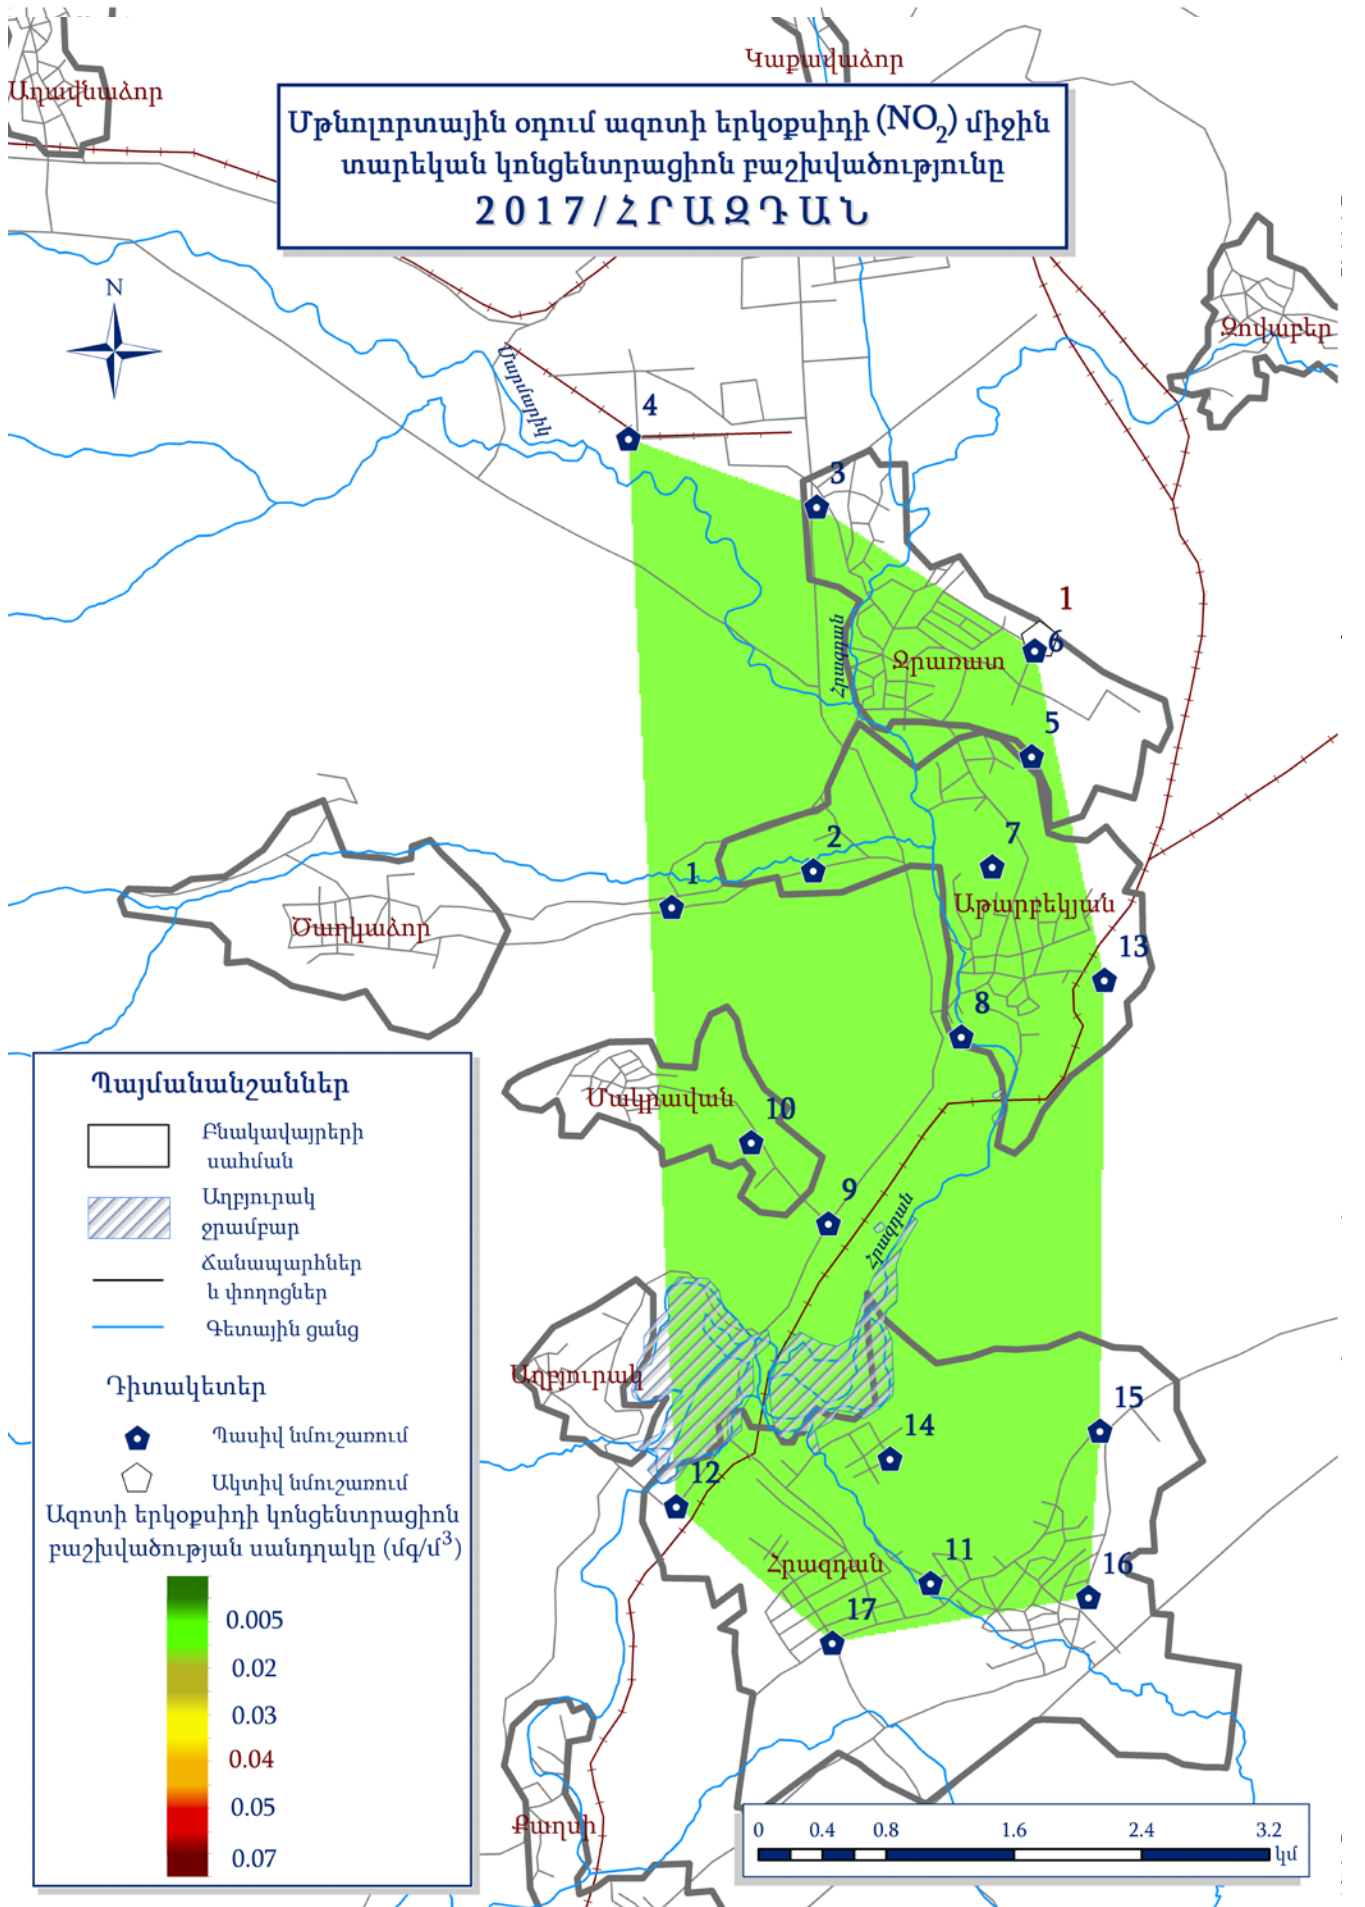 Կաքավաձոր
Աղավնաձոր
Մթնոլորտային օդում ազոտի երկօքսիդի (NO2) միջին
տարեկան կոնցենտրացիոն բաշխվածությունը
2017/ՀՐԱԶԴԱՆ
N
Զովաբեր
Մարմարիկ
4
3
1
6
Հրազդան
Ջրառատ
5
7
2
1
Աթարբեկյան
Ծաղկաձոր
13
8
Մակրավան
10
9
Հրազդան
Աղբյուրակ
15
14
12
Հրազդան
11
16
17
Քաղսի
Պայմանանշաններ
Բնակավայրերի
սահման
Աղբյուրակ
ջրամբար
Ճանապարհներ
և փողոցներ
Գետային ցանց
Դիտակետեր
Պասիվ նմուշառում
Ակտիվ նմուշառում
Ազոտի երկօքսիդի կոնցենտրացիոն
բաշխվածության սանդղակը (մգ/մ3)
0.005
0.02
0.03
0.04
0.05
0.07
0 0.4 0.8 1.6 2.4 3.2
կմ